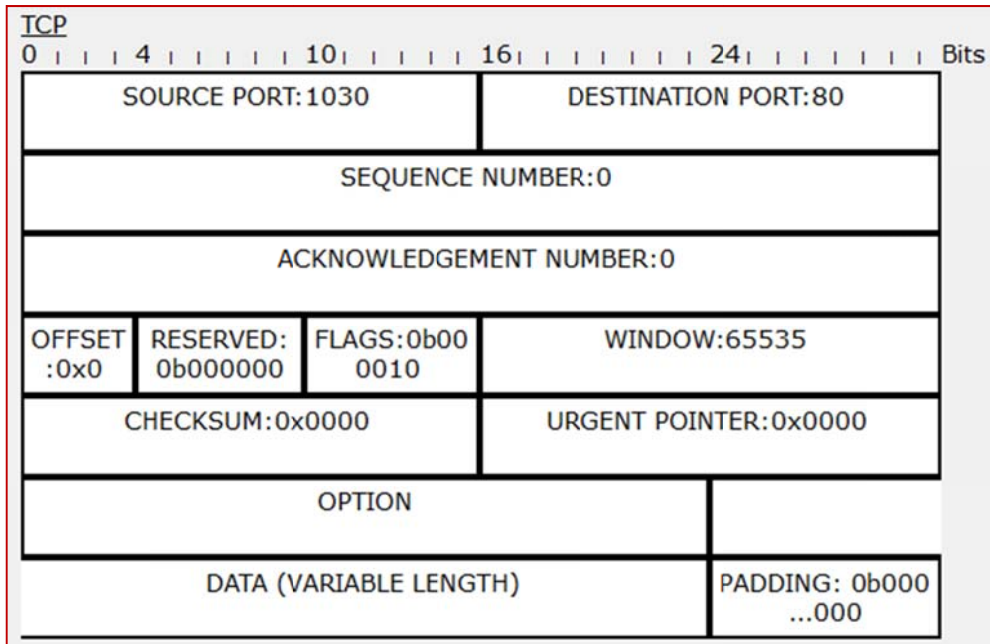 TCP
0 4 10 16 24 Bits
SOURCE PORT:1030
DESTINATION PORT:80
SEQUENCE NUMBER:0
ACKNOWLEDGEMENT NUMBER:0
OFFSET
:0x0
RESERVED:
0b000000
FLAGS:0b00
0010
WINDOW:65535
CHECKSUM:0x0000
URGENT POINTER:0x0000
OPTION
DATA (VARIABLE LENGTH)
PADDING: 0b000
...000